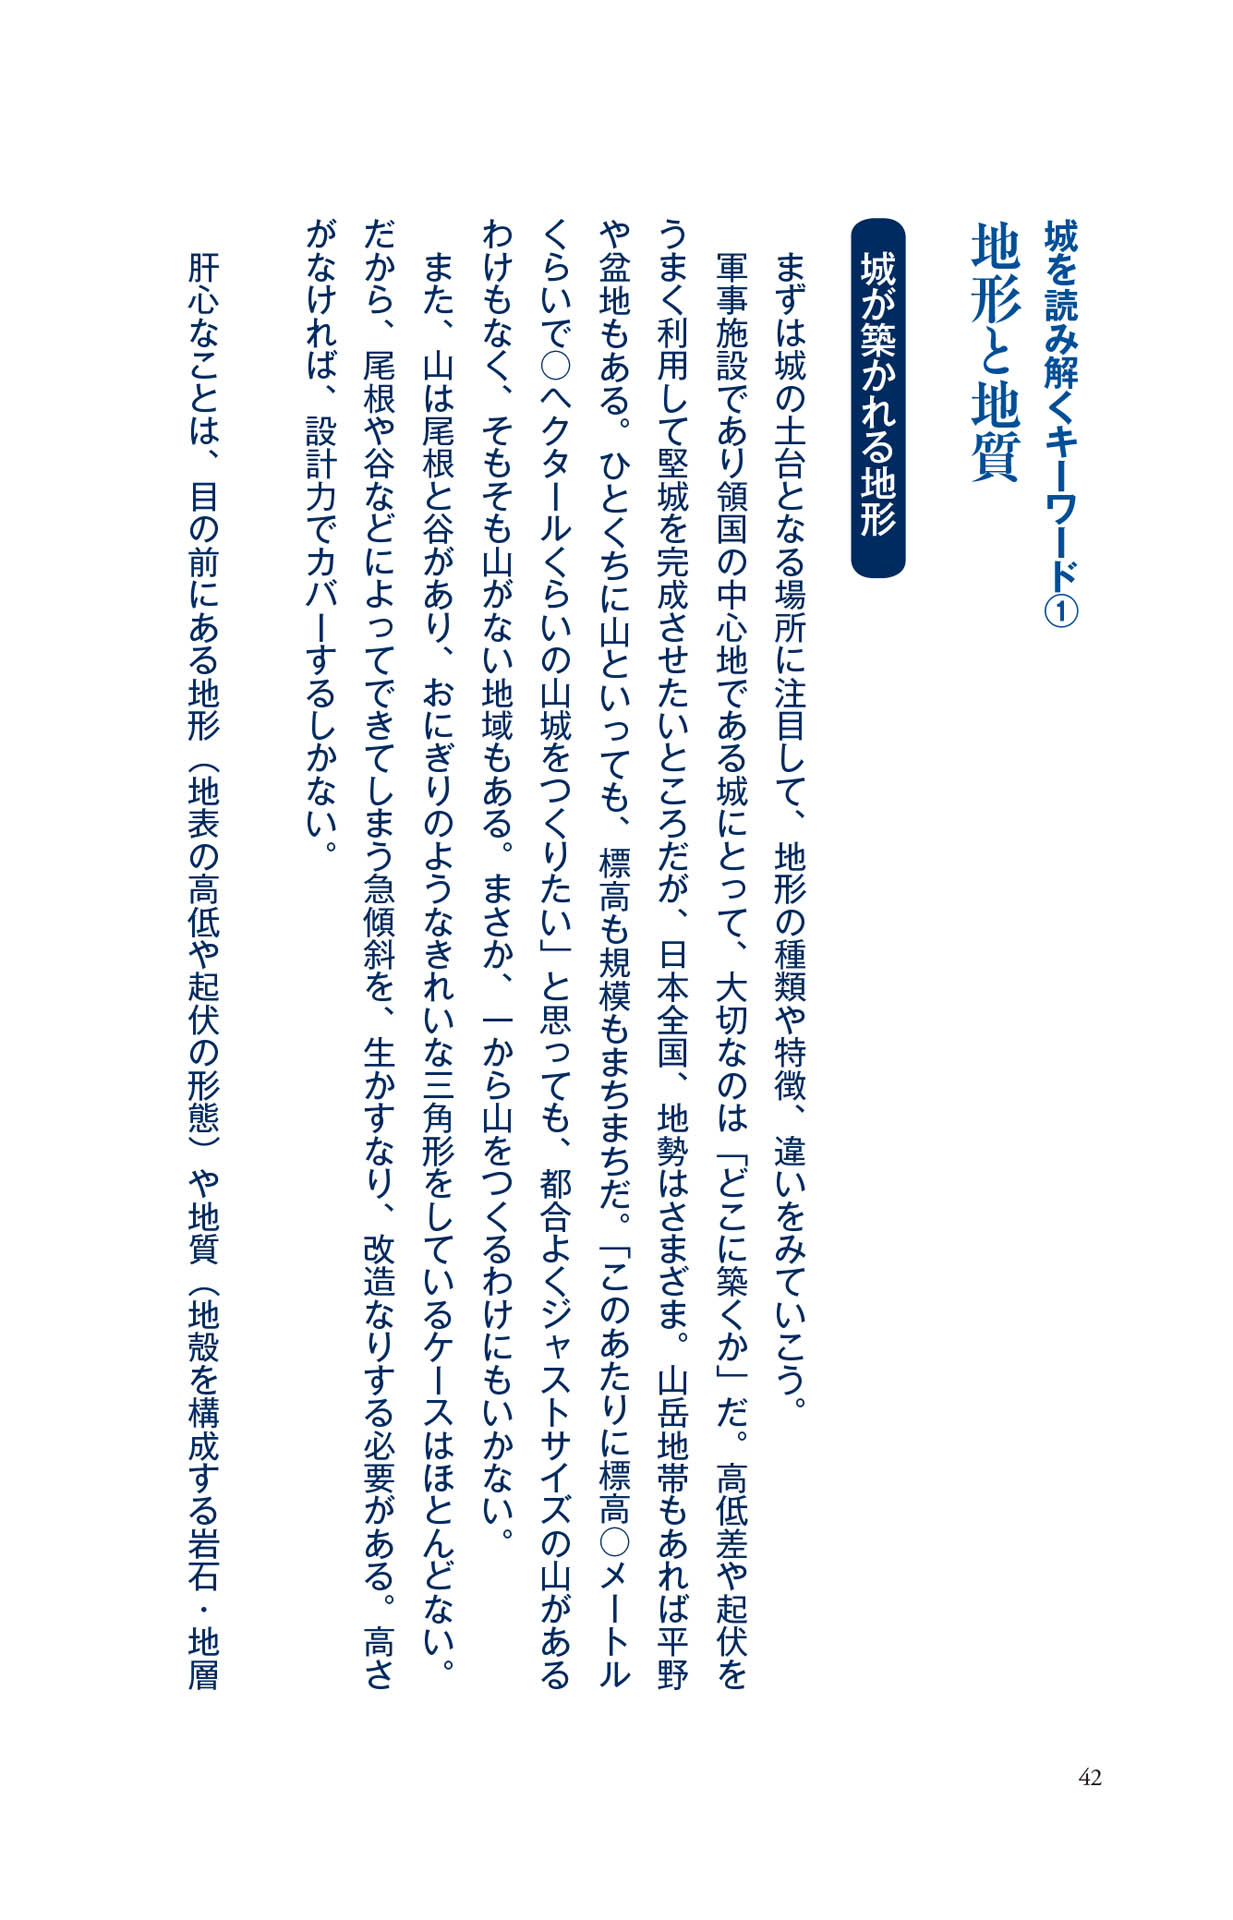 城を読み解くキーワード①
地形と地質
城が築かれる地形
まずは城の土台となる場所に注目して、地形の種類や特徴、違いをみていこう。
軍事施設であり領国の中心地である城にとって、大切なのは「どこに築くか」だ。高低差や起伏を
うまく利用して堅城を完成させたいところだが、日本全国、地勢はさまざま。山岳地帯もあれば平野
や盆地もある。ひとくちに山といっても、標高も規模もまちまちだ。「このあたりに標高○メートル
くらいで○ヘクタールくらいの山城をつくりたい」と思っても、都合よくジャストサイズの山がある
わけもなく、そもそも山がない地域もある。まさか、一から山をつくるわけにもいかない。
また、山は尾根と谷があり、おにぎりのようなきれいな三角形をしているケースはほとんどない。
だから、尾根や谷などによってできてしまう急傾斜を、生かすなり、改造なりする必要がある。高さ
がなければ、設計力でカバーするしかない。
肝心なことは、目の前にある地形（地表の高低や起伏の形態）や地質（地殻を構成する岩石・地層
42